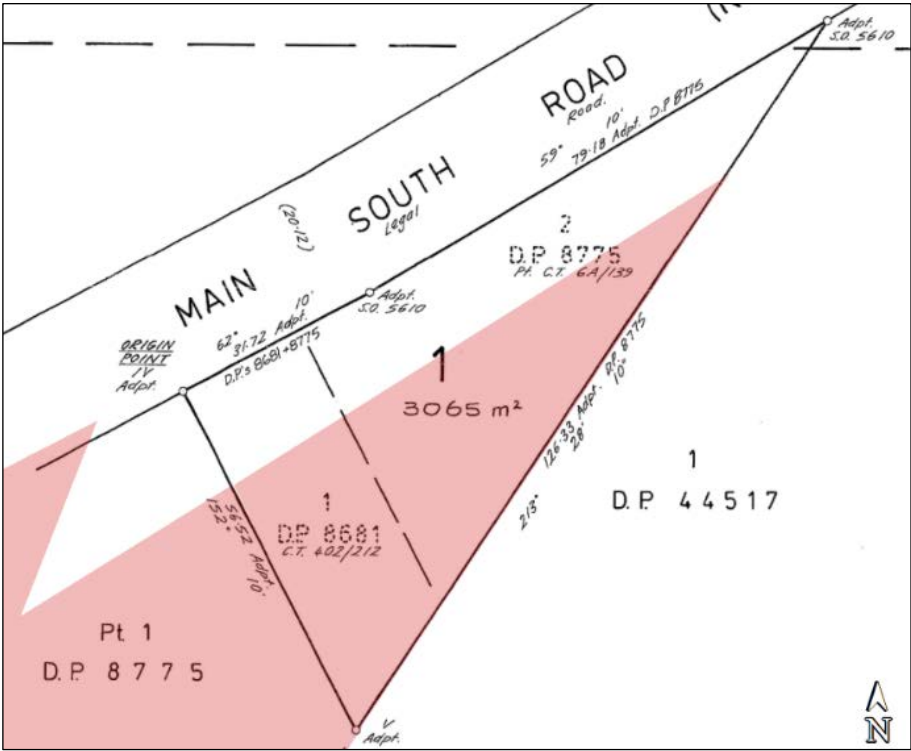 (N
Adpt.
S.O. 5610
ROAD
Road.
59° 10'
79·18 Adpt. D.P 8775
SOUTH
Legal
(20·12)
2
D.P. 8775
Pt. C.T. 6A/139
MAIN
Adpt.
S.O. 5610
62° 10'
31·72 Adpt.
D.P.s 8681+8775
ORIGIN
POINT
IV
Adpt.
1
3065 m²
213° 28' 10"
126·33 Adpt. D.P. 8775
1
D.P. 44517
152° 10'
56·52 Adpt.
1
D.P. 8681
C.T. 402/212
Pt. 1
D.P. 8775
V
Adpt.
N